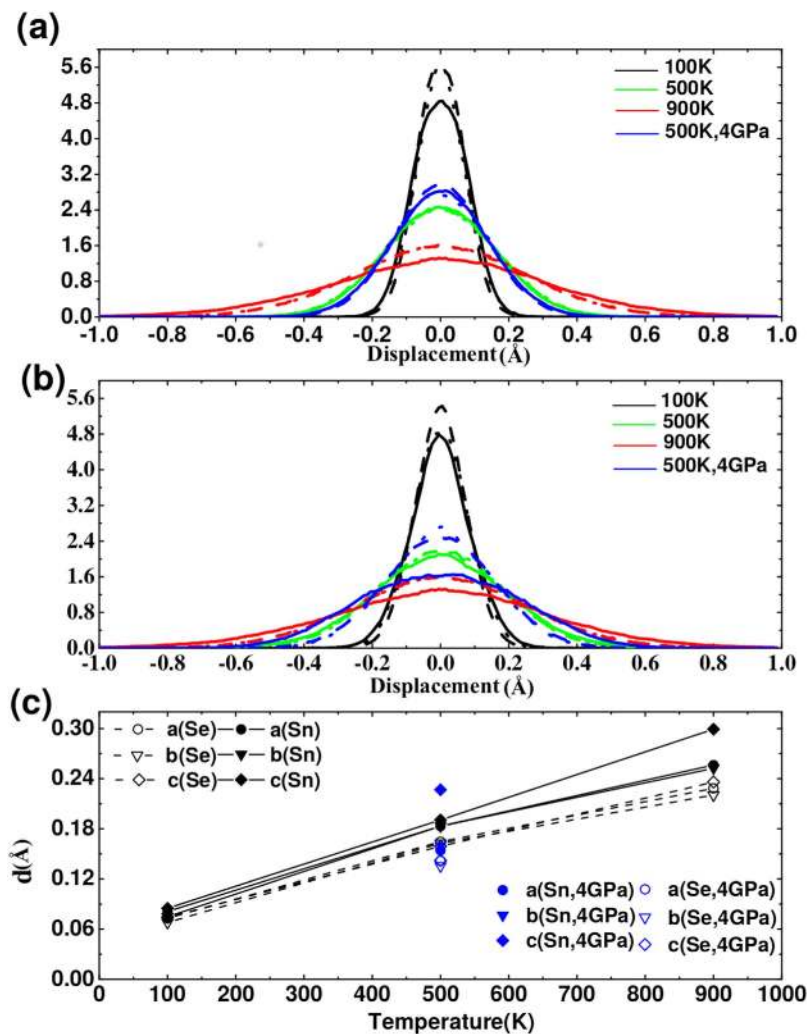 (a)
5.6
4.8
4.0
3.2
2.4
1.6
0.8
0.0
100K
500K
900K
500K,4GPa
-1.0 -0.8 -0.6 -0.4 -0.2 0.0 0.2 0.4 0.6 0.8 1.0
Displacement(Å)
(b)
5.6
4.8
4.0
3.2
2.4
1.6
0.8
0.0
100K
500K
900K
500K,4GPa
-1.0 -0.8 -0.6 -0.4 -0.2 0.0 0.2 0.4 0.6 0.8 1.0
Displacement(Å)
(c)
d(Å)
0.30
0.24
0.18
0.12
0.06
0.00
a(Se) a(Sn)
b(Se) b(Sn)
c(Se) c(Sn)
a(Sn,4GPa) a(Se,4GPa)
b(Sn,4GPa) b(Se,4GPa)
c(Sn,4GPa) c(Se,4GPa)
0 100 200 300 400 500 600 700 800 900 1000
Temperature(K)